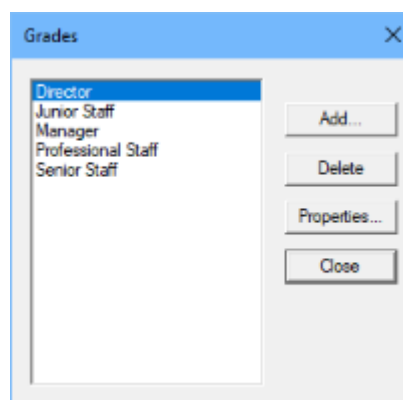 Grades
Director
Junior Staff
Manager
Professional Staff
Senior Staff
Add...
Delete
Properties...
Close